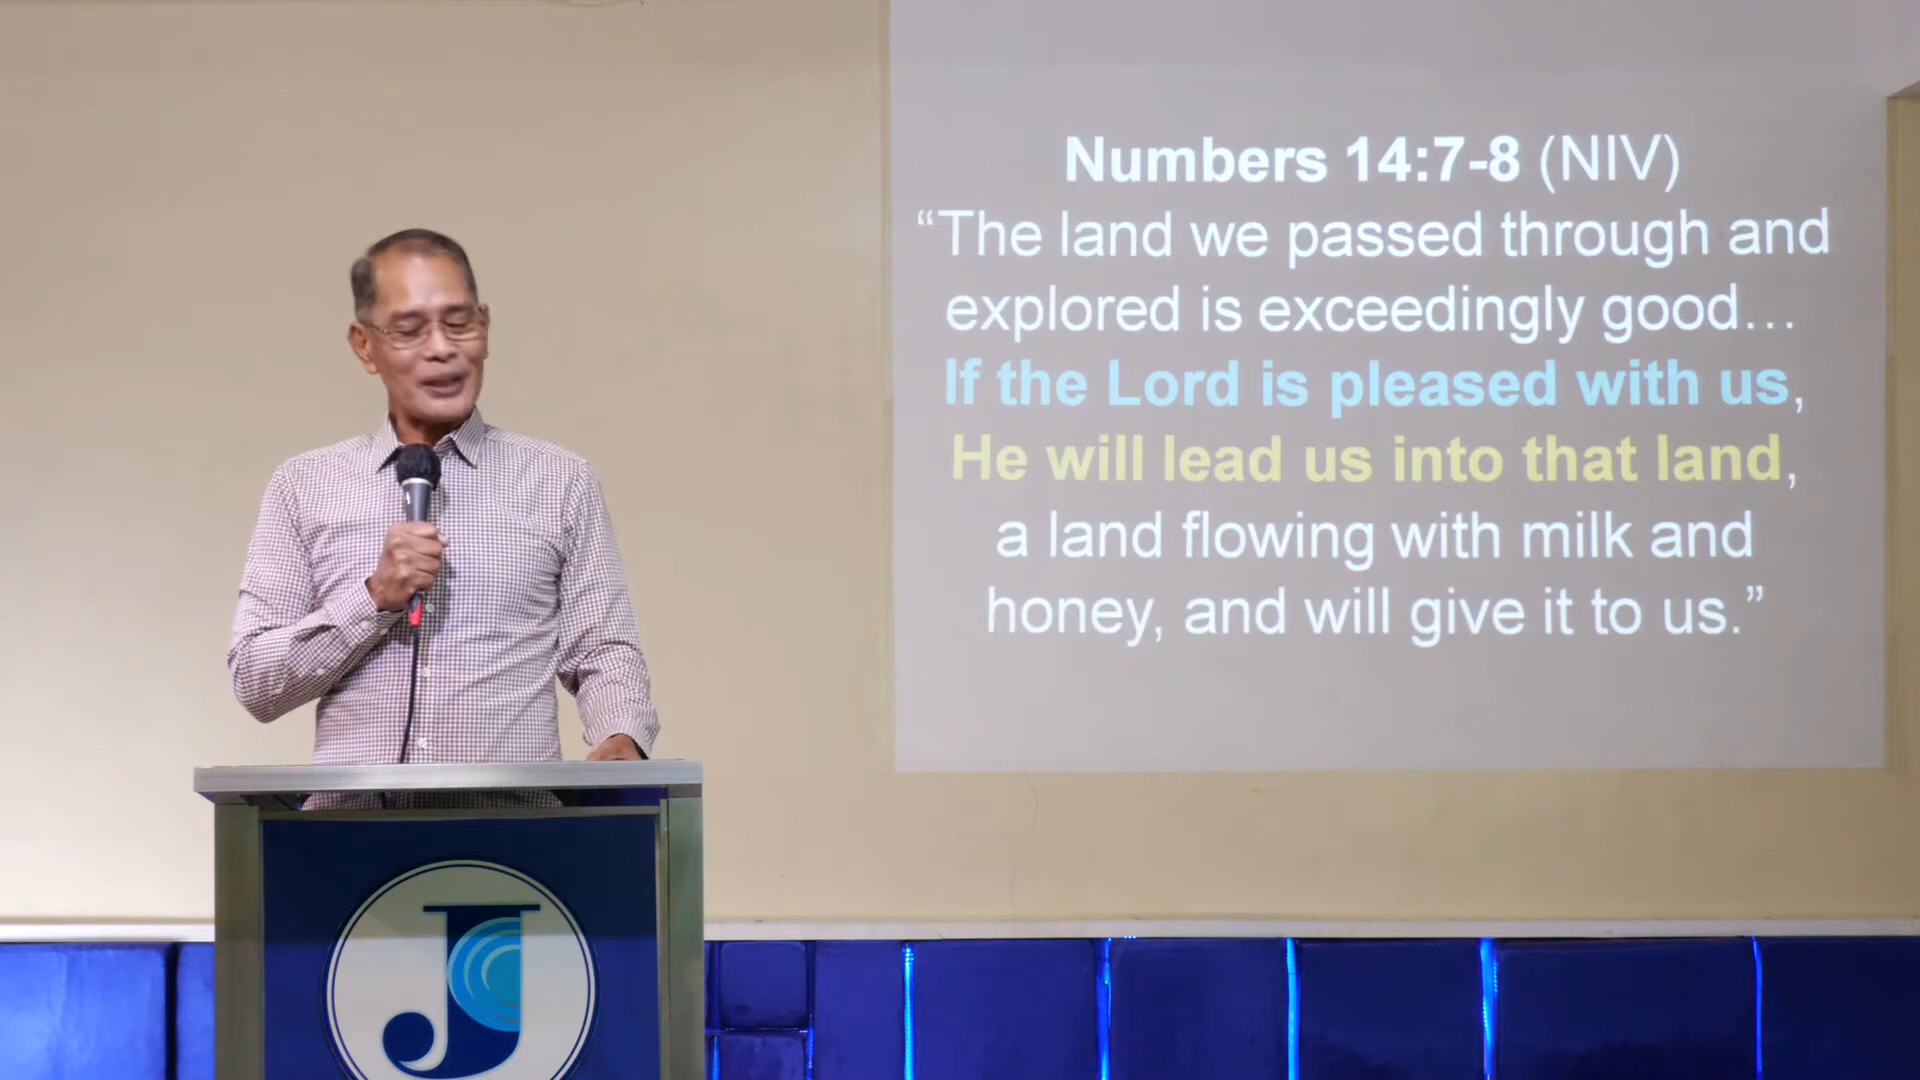 Numbers 14:7-8 (NIV)
“The land we passed through and
explored is exceedingly good…
If the Lord is pleased with us,
He will lead us into that land,
a land flowing with milk and
honey, and will give it to us.”
J